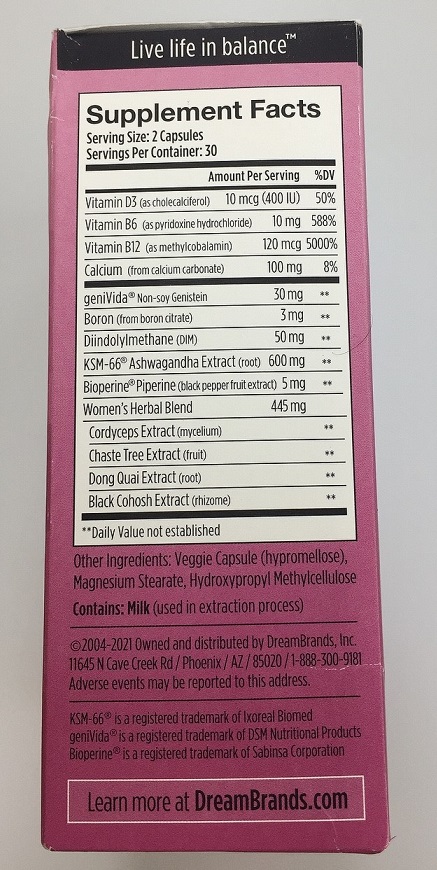 Live life in balance™
Supplement Facts
Serving Size: 2 Capsules
Servings Per Container: 30
Amount Per Serving %DV
Vitamin D3 (as cholecalciferol) 10 mcg (400 IU) 50%
Vitamin B6 (as pyridoxine hydrochloride) 10 mg 588%
Vitamin B12 (as methylcobalamin) 120 mcg 5000%
Calcium (from calcium carbonate) 100 mg 8%
geniVida® Non-soy Genistein 30 mg **
Boron (from boron citrate) 3 mg **
Diindolylmethane (DIM) 50 mg **
KSM-66® Ashwagandha Extract (root) 600 mg **
Bioperine® Piperine (black pepper fruit extract) 5 mg **
Women's Herbal Blend 445 mg
Cordyceps Extract (mycelium) **
Chaste Tree Extract (fruit) **
Dong Quai Extract (root) **
Black Cohosh Extract (rhizome) **
**Daily Value not established
Other Ingredients: Veggie Capsule (hypromellose),
Magnesium Stearate, Hydroxypropyl Methylcellulose
Contains: Milk (used in extraction process)
©2004-2021 Owned and distributed by DreamBrands, Inc.
11645 N Cave Creek Rd / Phoenix / AZ / 85020 / 1-888-300-9181
Adverse events may be reported to this address.
KSM-66® is a registered trademark of Ixoreal Biomed
geniVida® is a registered trademark of DSM Nutritional Products
Bioperine® is a registered trademark of Sabinsa Corporation
Learn more at DreamBrands.com